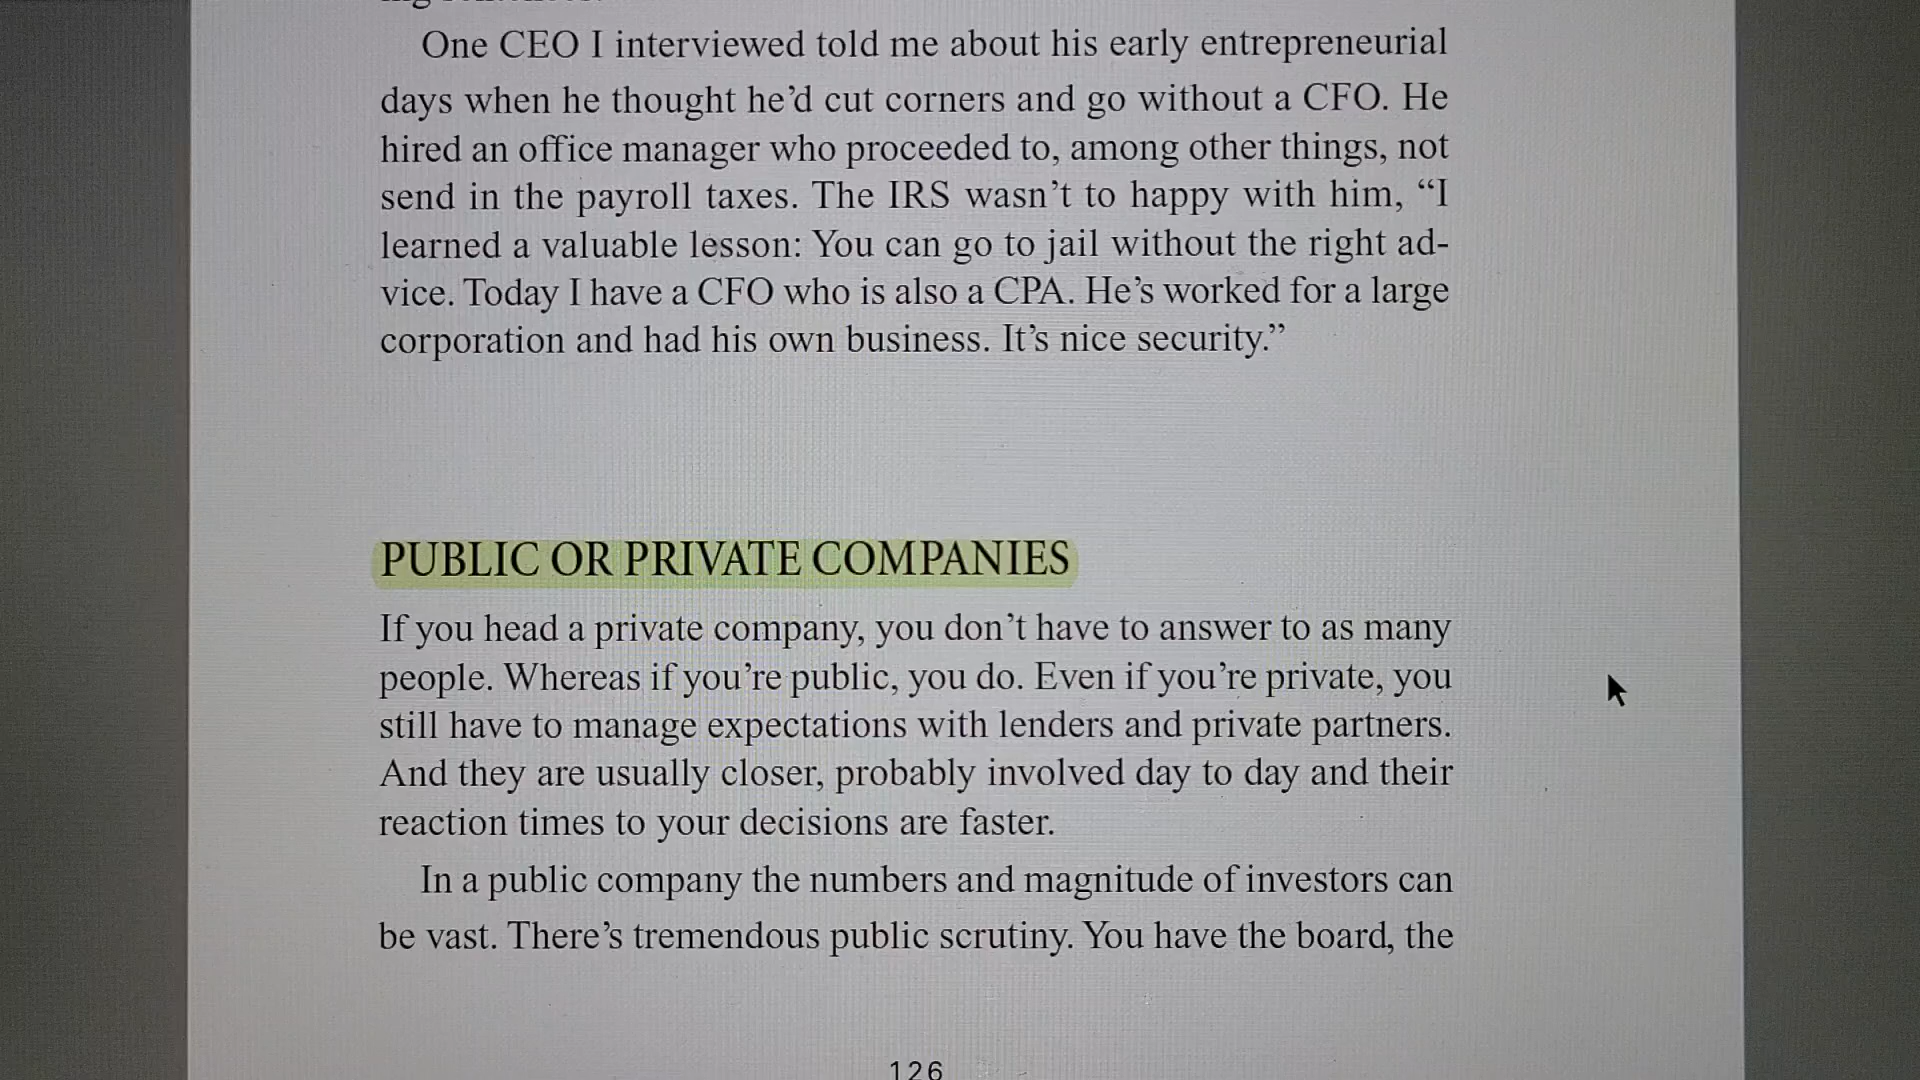 One CEO I interviewed told me about his early entrepreneurial
days when he thought he’d cut corners and go without a CFO. He
hired an office manager who proceeded to, among other things, not
send in the payroll taxes. The IRS wasn’t to happy with him, “I
learned a valuable lesson: You can go to jail without the right ad-
vice. Today I have a CFO who is also a CPA. He’s worked for a large
corporation and had his own business. It’s nice security.”
PUBLIC OR PRIVATE COMPANIES
If you head a private company, you don’t have to answer to as many
people. Whereas if you’re public, you do. Even if you’re private, you
still have to manage expectations with lenders and private partners.
And they are usually closer, probably involved day to day and their
reaction times to your decisions are faster.
In a public company the numbers and magnitude of investors can
be vast. There’s tremendous public scrutiny. You have the board, the
126